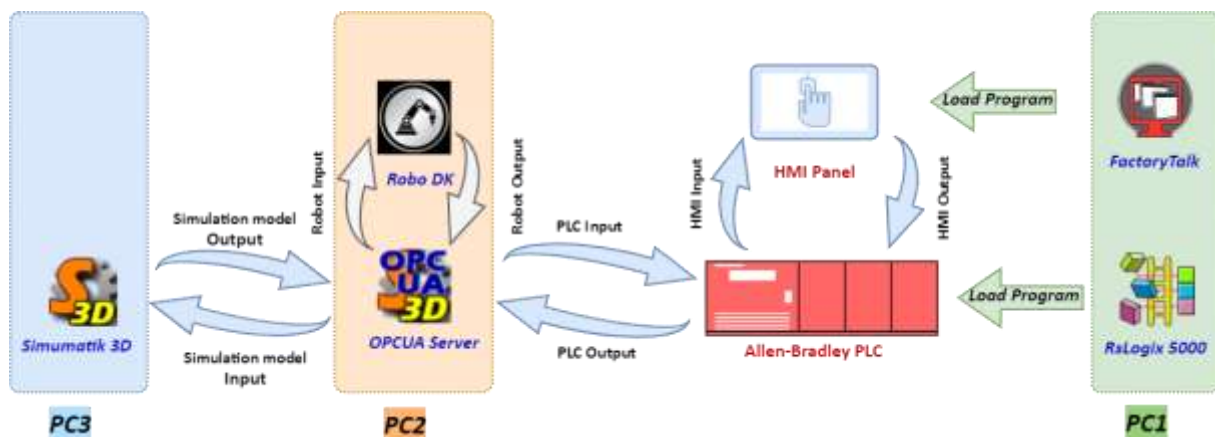 Simulation model
Output
Simulation model
Input
S
3D
Simumatik 3D
PC3
Robot Input
Robo DK
Robot Output
OPC
UA
3D
OPCUA Server
PC2
PLC Input
PLC Output
HMI Input
HMI Panel
HMI Output
Allen-Bradley PLC
Load Program
Load Program
FactoryTalk
RsLogix 5000
PC1